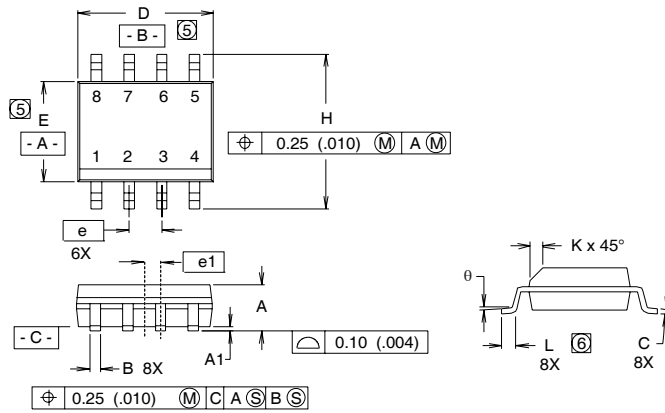 D
- B -
5
8 7 6 5
5
E
- A -
H
⌖ 0.25 (.010) Ⓜ A Ⓜ
1 2 3 4
e
6X
e1
K x 45°
θ
A
- C -
A1
⌓ 0.10 (.004)
B 8X
L 6
8X
C
8X
⌖ 0.25 (.010) Ⓜ C A Ⓢ B Ⓢ